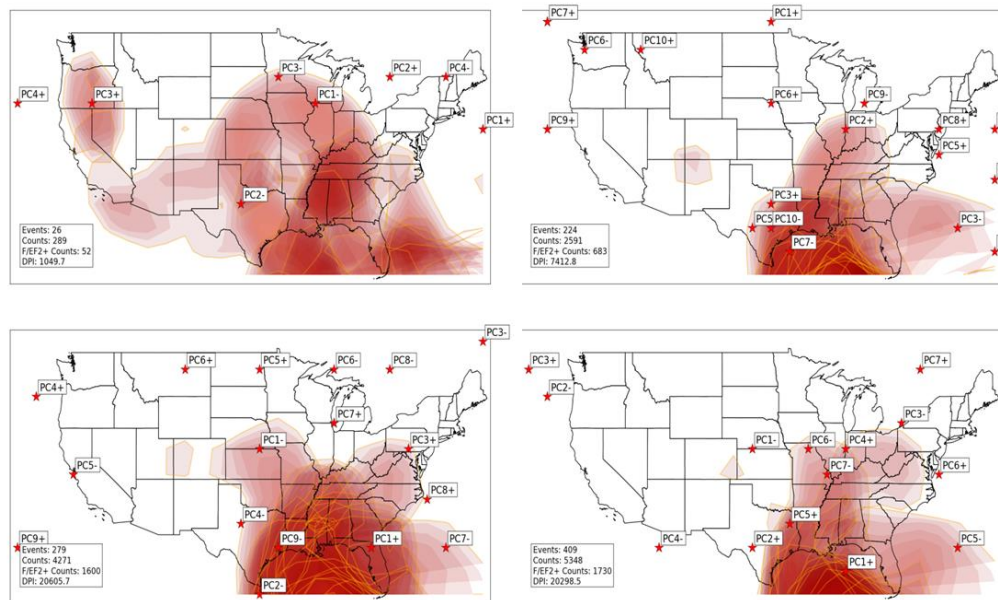 PC3-
PC2+
PC4-
PC4+
PC3+
PC1-
PC1+
PC2-
Events: 26
Counts: 289
F/EF2+ Counts: 52
DPI: 1049.7
PC7+
PC1+
PC6-
PC10+
PC6+
PC9-
PC9+
PC2+
PC8+
PC5+
PC3+
PC5
PC10-
PC3-
PC7-
Events: 224
Counts: 2591
F/EF2+ Counts: 683
DPI: 7412.8
PC3-
PC6+
PC5+
PC6-
PC8-
PC4+
PC7+
PC1-
PC3+
PC5-
PC8+
PC4-
PC9+
PC9-
PC1+
PC7-
PC2-
Events: 279
Counts: 4271
F/EF2+ Counts: 1600
DPI: 20605.7
PC3+
PC7+
PC2-
PC3-
PC1-
PC6-
PC4+
PC7-
PC6+
PC5+
PC4-
PC2+
PC1+
PC5-
Events: 409
Counts: 5348
F/EF2+ Counts: 1730
DPI: 20298.5